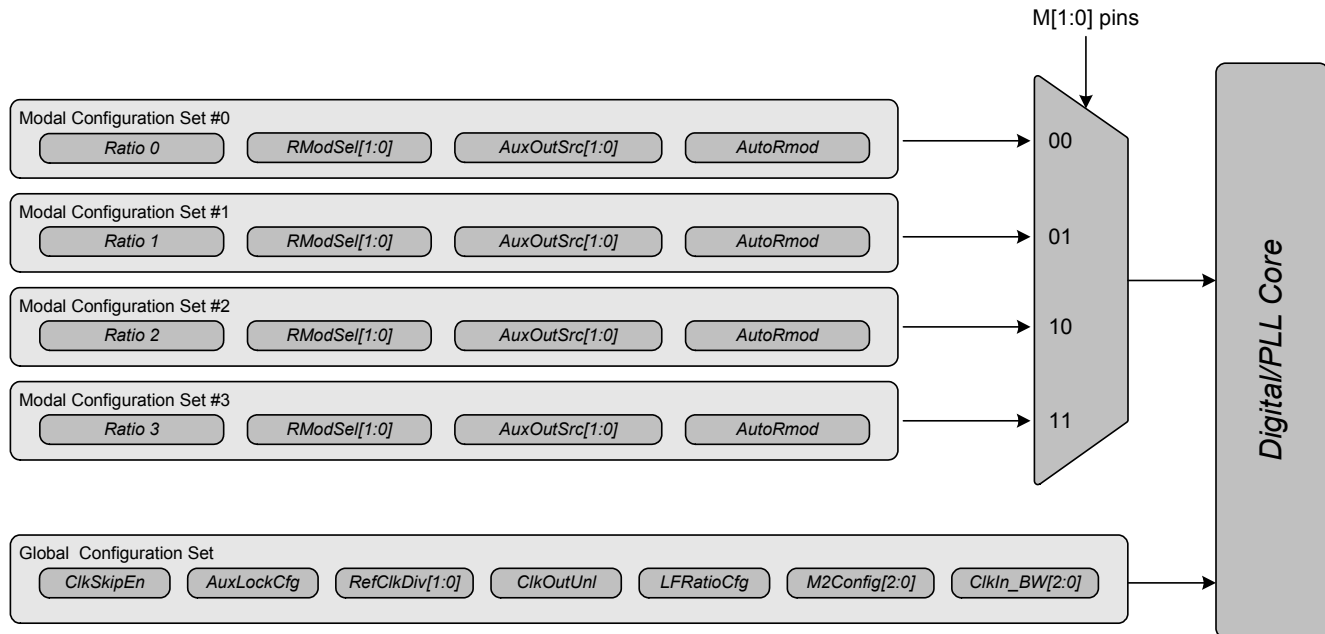 M[1:0] pins
Modal Configuration Set #0
Ratio 0 RModSel[1:0] AuxOutSrc[1:0] AutoRmod
00
Modal Configuration Set #1
Ratio 1 RModSel[1:0] AuxOutSrc[1:0] AutoRmod
01
Modal Configuration Set #2
Ratio 2 RModSel[1:0] AuxOutSrc[1:0] AutoRmod
10
Modal Configuration Set #3
Ratio 3 RModSel[1:0] AuxOutSrc[1:0] AutoRmod
11
Digital/PLL Core
Global Configuration Set
ClkSkipEn AuxLockCfg RefClkDiv[1:0] ClkOutUnl LFRatioCfg M2Config[2:0] ClkIn_BW[2:0]